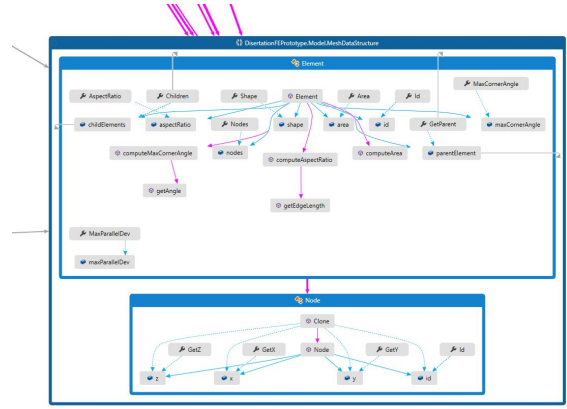 DisertationFEPrototype.Model.MeshDataStructure
Element
MaxCornerAngle
AspectRatio
Children
Shape
Element
Area
Id
childElements
aspectRatio
Nodes
shape
area
id
GetParent
maxCornerAngle
computeMaxCornerAngle
nodes
computeAspectRatio
computeArea
parentElement
getAngle
getEdgeLength
MaxParallelDev
maxParallelDev
Node
Clone
GetZ
GetX
Node
GetY
Id
z
x
y
id